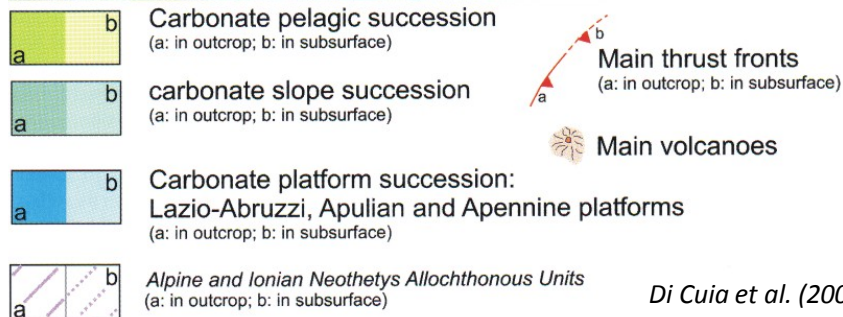 b
Carbonate pelagic succession
a
(a: in outcrop; b: in subsurface)
b
carbonate slope succession
a
(a: in outcrop; b: in subsurface)
b
Carbonate platform succession:
a
Lazio-Abruzzi, Apulian and Apennine platforms
(a: in outcrop; b: in subsurface)
b
Alpine and Ionian Neothetys Allochthonous Units
a
(a: in outcrop; b: in subsurface)
b
a
Main thrust fronts
(a: in outcrop; b: in subsurface)
Main volcanoes
Di Cuia et al. (200